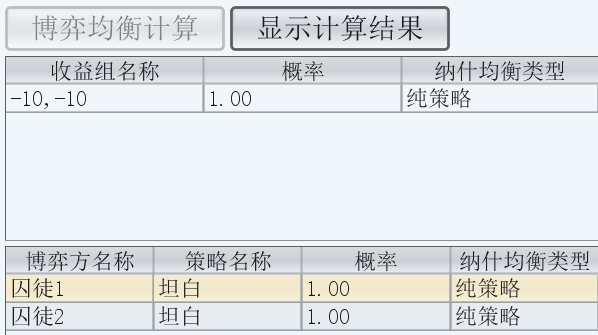 博弈均衡计算 显示计算结果
收益组名称 概率 纳什均衡类型
-10,-10 1.00 纯策略
博弈方名称 策略名称 概率 纳什均衡类型
囚徒1 坦白 1.00 纯策略
囚徒2 坦白 1.00 纯策略